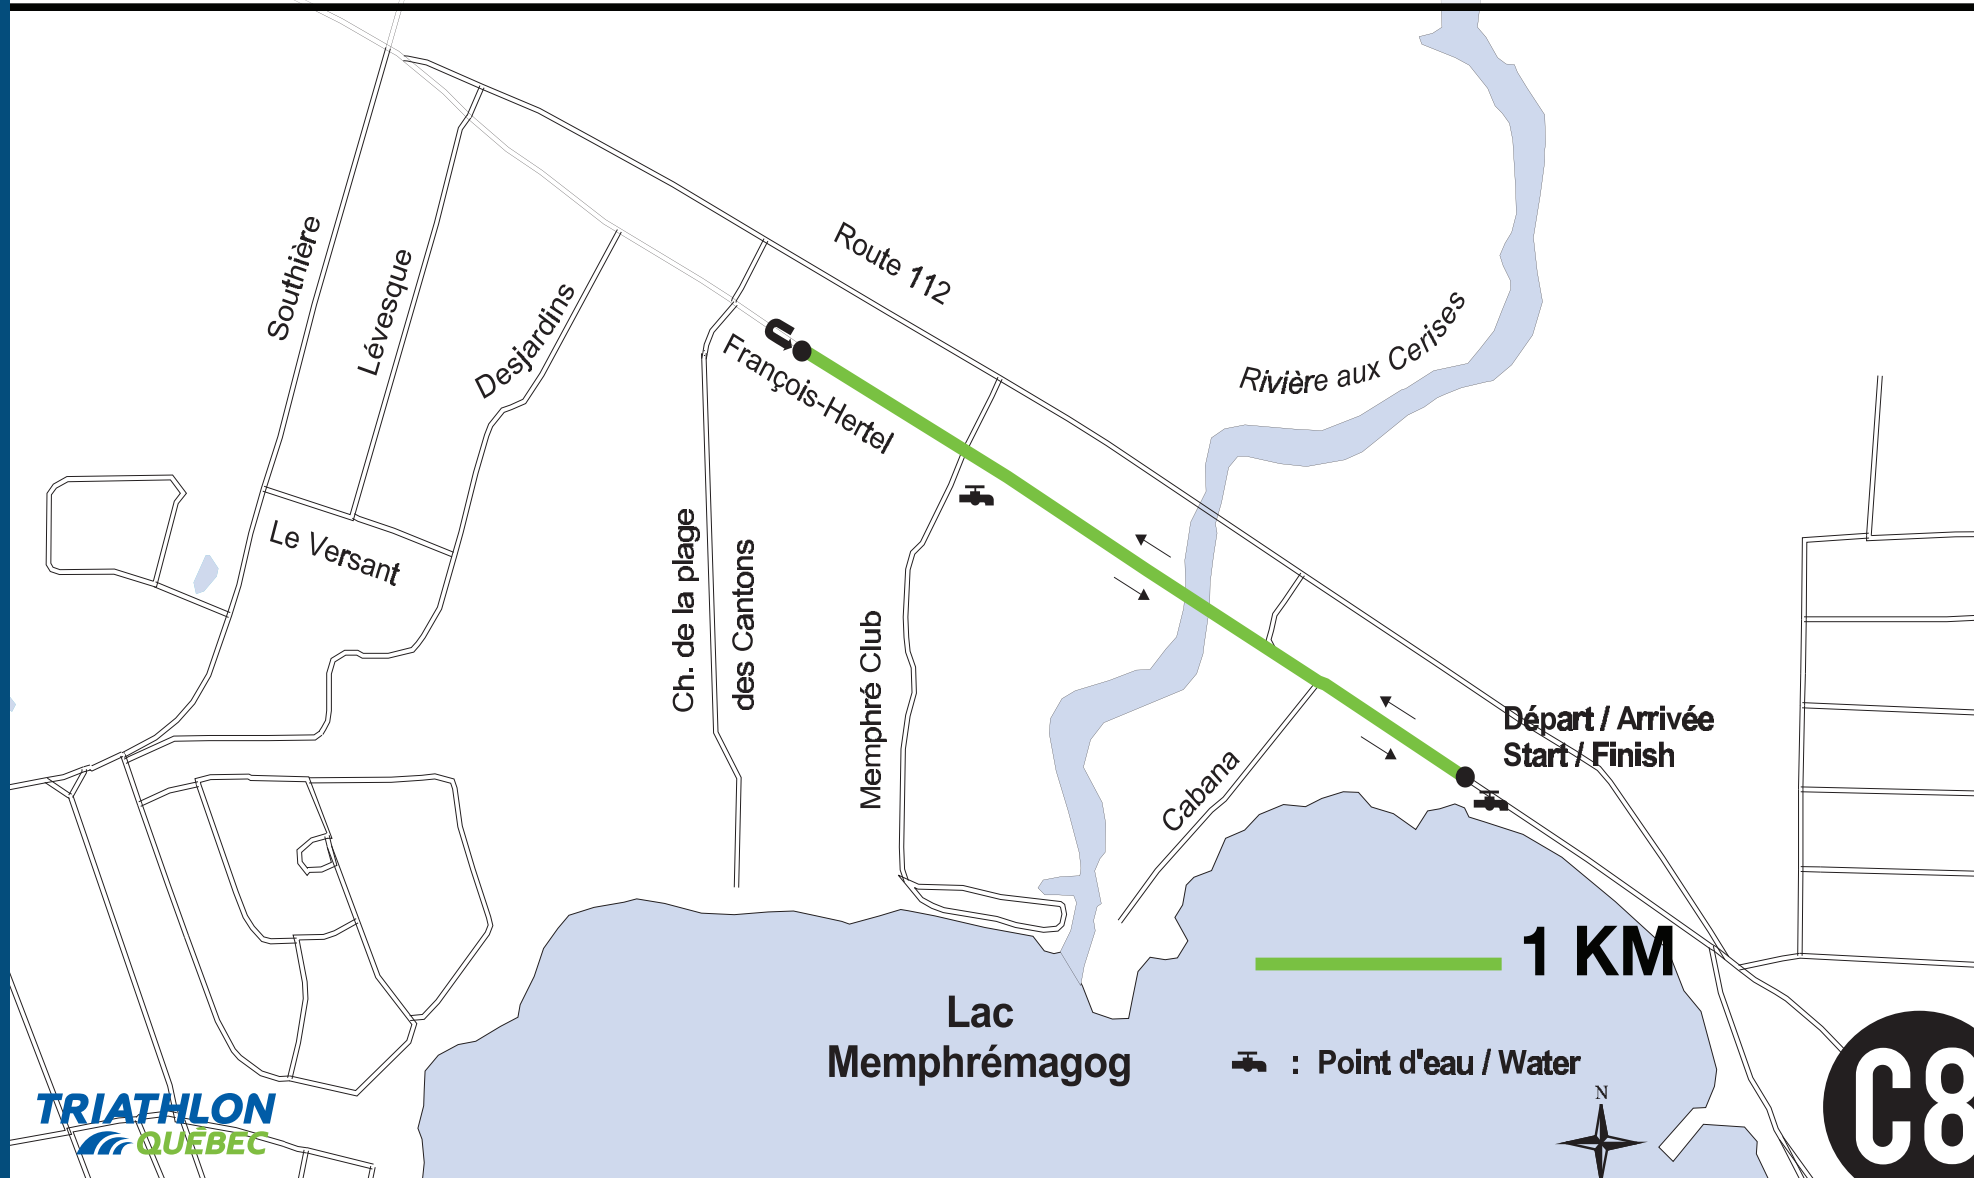 Route 112
Southière
Lévesque
Desjardins
François-Hertel
Rivière aux Cerises
Le Versant
Ch. de la plage
des Cantons
Memphré Club
Cabana
Départ / Arrivée
Start / Finish
1 KM
Lac
Memphrémagog
: Point d'eau / Water
N
C8
TRIATHLON
QUÉBEC